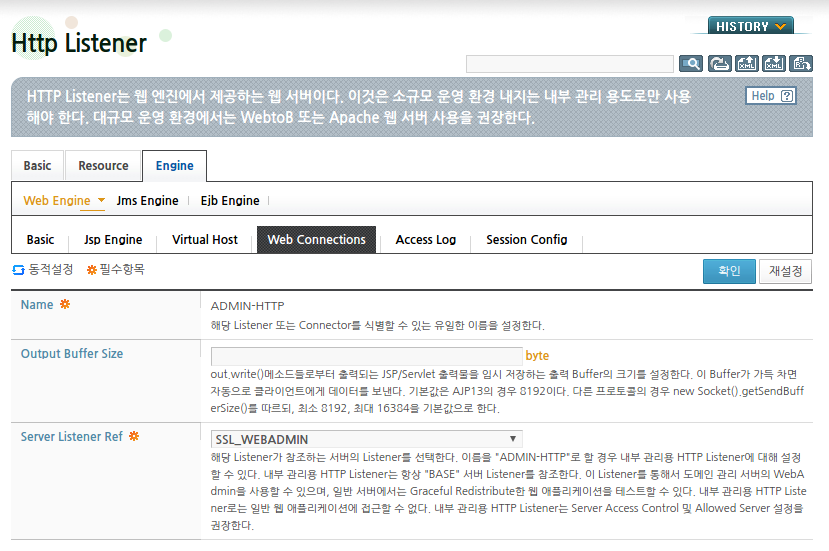 Http Listener
HISTORY
XML
XML
HTTP Listener는 웹 엔진에서 제공하는 웹 서버이다. 이것은 소규모 운영 환경 내지는 내부 관리 용도로만 사용
해야 한다. 대규모 운영 환경에서는 WebtoB 또는 Apache 웹 서버 사용을 권장한다.
Help ?
Basic Resource Engine
Web Engine Jms Engine Ejb Engine
Basic Jsp Engine Virtual Host Web Connections Access Log Session Config
동적설정 필수항목
확인 재설정
Name
ADMIN-HTTP
해당 Listener 또는 Connector를 식별할 수 있는 유일한 이름을 설정한다.
Output Buffer Size
byte
out.write()메소드들로부터 출력되는 JSP/Servlet 출력물을 임시 저장하는 출력 Buffer의 크기를 설정한다. 이 Buffer가 가득 차면
자동으로 클라이언트에게 데이터를 보낸다. 기본값은 AJP13의 경우 8192이다. 다른 프로토콜의 경우 new Socket().getSendBuff
erSize()를 따르되, 최소 8192, 최대 16384을 기본값으로 한다.
Server Listener Ref
SSL_WEBADMIN
해당 Listener가 참조하는 서버의 Listener를 선택한다. 이름을 "ADMIN-HTTP"로 할 경우 내부 관리용 HTTP Listener에 대해 설정
할 수 있다. 내부 관리용 HTTP Listener는 항상 "BASE" 서버 Listener를 참조한다. 이 Listener를 통해서 도메인 관리 서버의 WebA
dmin을 사용할 수 있으며, 일반 서버에서는 Graceful Redistribute한 웹 애플리케이션을 테스트할 수 있다. 내부 관리용 HTTP Liste
ner로는 일반 웹 애플리케이션에 접근할 수 없다. 내부 관리용 HTTP Listener는 Server Access Control 및 Allowed Server 설정을
권장한다.